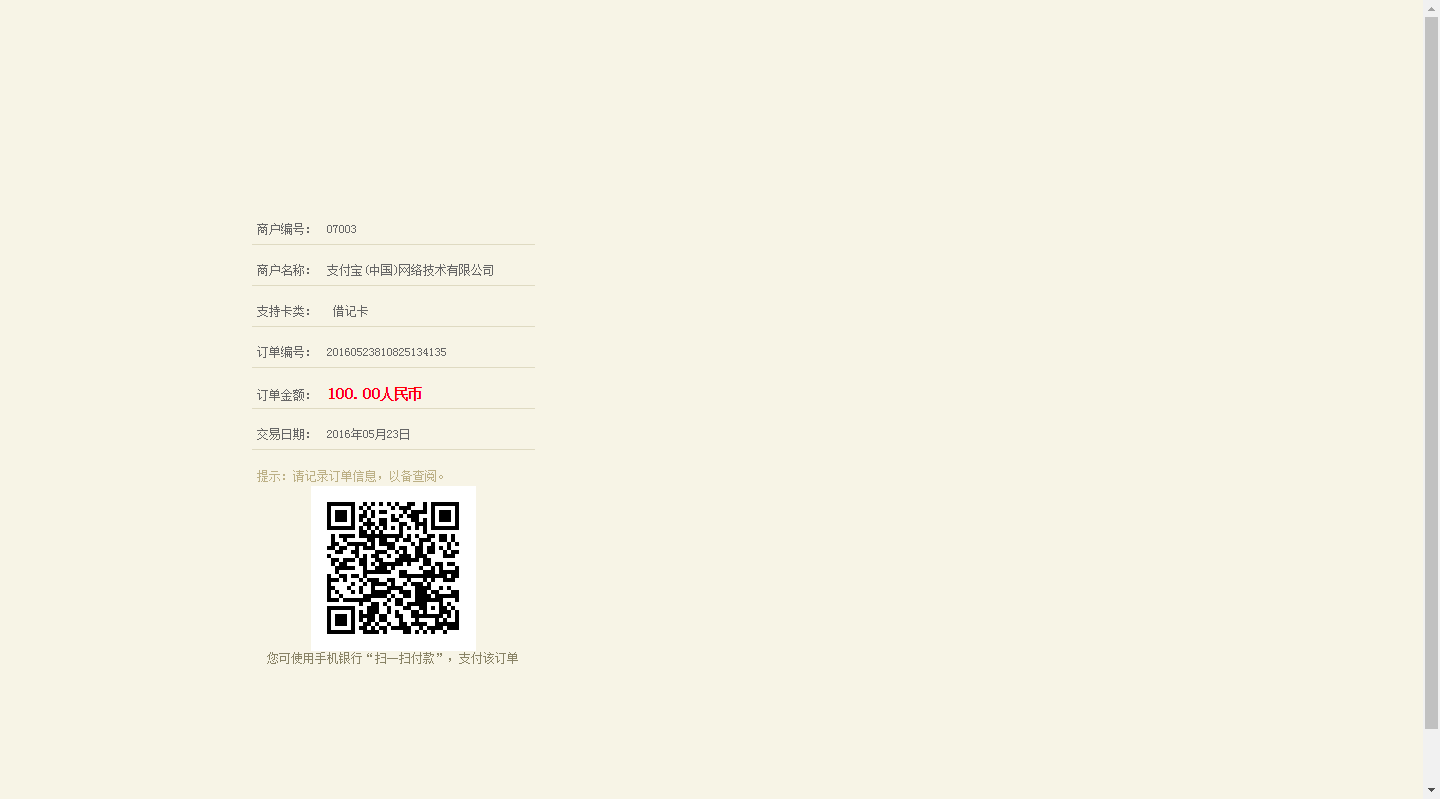 商户编号： 07003
商户名称： 支付宝(中国)网络技术有限公司
支持卡类： 借记卡
订单编号： 20160523810825134135
订单金额： 100.00人民币
交易日期： 2016年05月23日
提示：请记录订单信息，以备查阅。
您可使用手机银行“扫一扫付款”，支付该订单